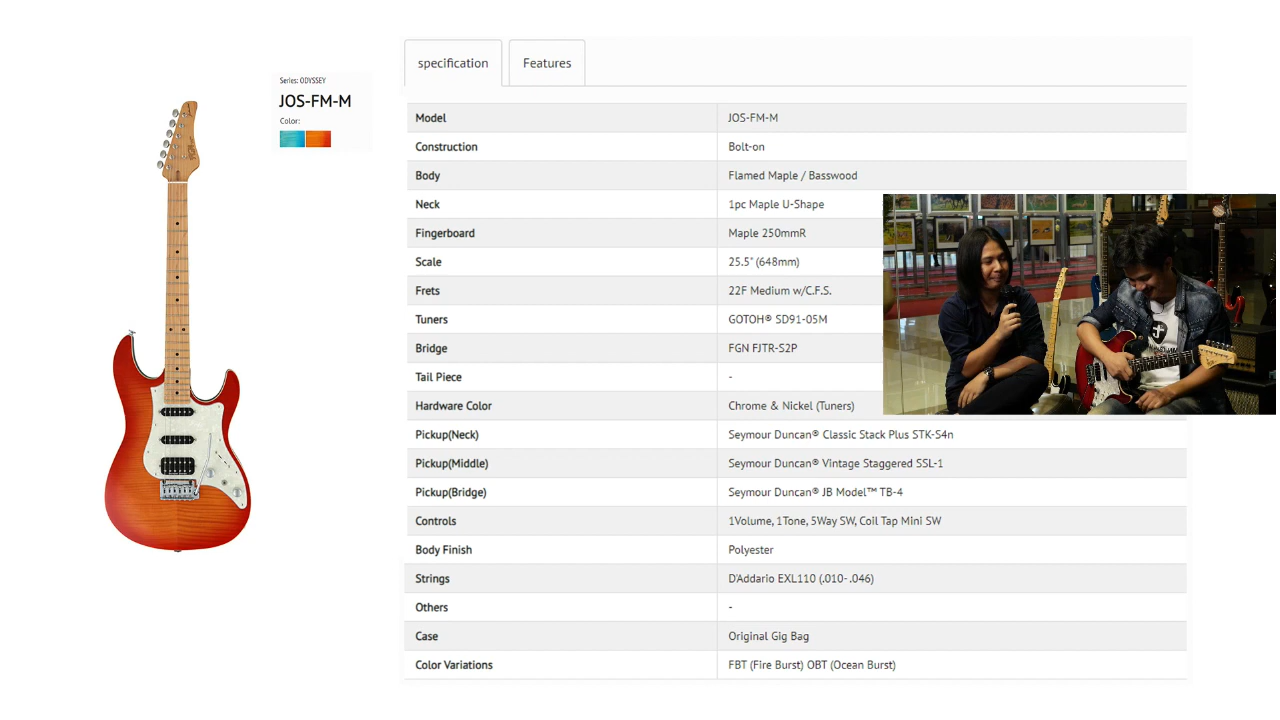 Series: ODYSSEY
JOS-FM-M
Color:
specification
Features
Model JOS-FM-M
Construction Bolt-on
Body Flamed Maple / Basswood
Neck 1pc Maple U-Shape
Fingerboard Maple 250mmR
Scale 25.5" (648mm)
Frets 22F Medium w/C.F.S.
Tuners GOTOH® SD91-05M
Bridge FGN FJTR-S2P
Tail Piece -
Hardware Color Chrome & Nickel (Tuners)
Pickup(Neck) Seymour Duncan® Classic Stack Plus STK-S4n
Pickup(Middle) Seymour Duncan® Vintage Staggered SSL-1
Pickup(Bridge) Seymour Duncan® JB Model™ TB-4
Controls 1Volume, 1Tone, 5Way SW, Coil Tap Mini SW
Body Finish Polyester
Strings D'Addario EXL110 (.010- .046)
Others -
Case Original Gig Bag
Color Variations FBT (Fire Burst) OBT (Ocean Burst)